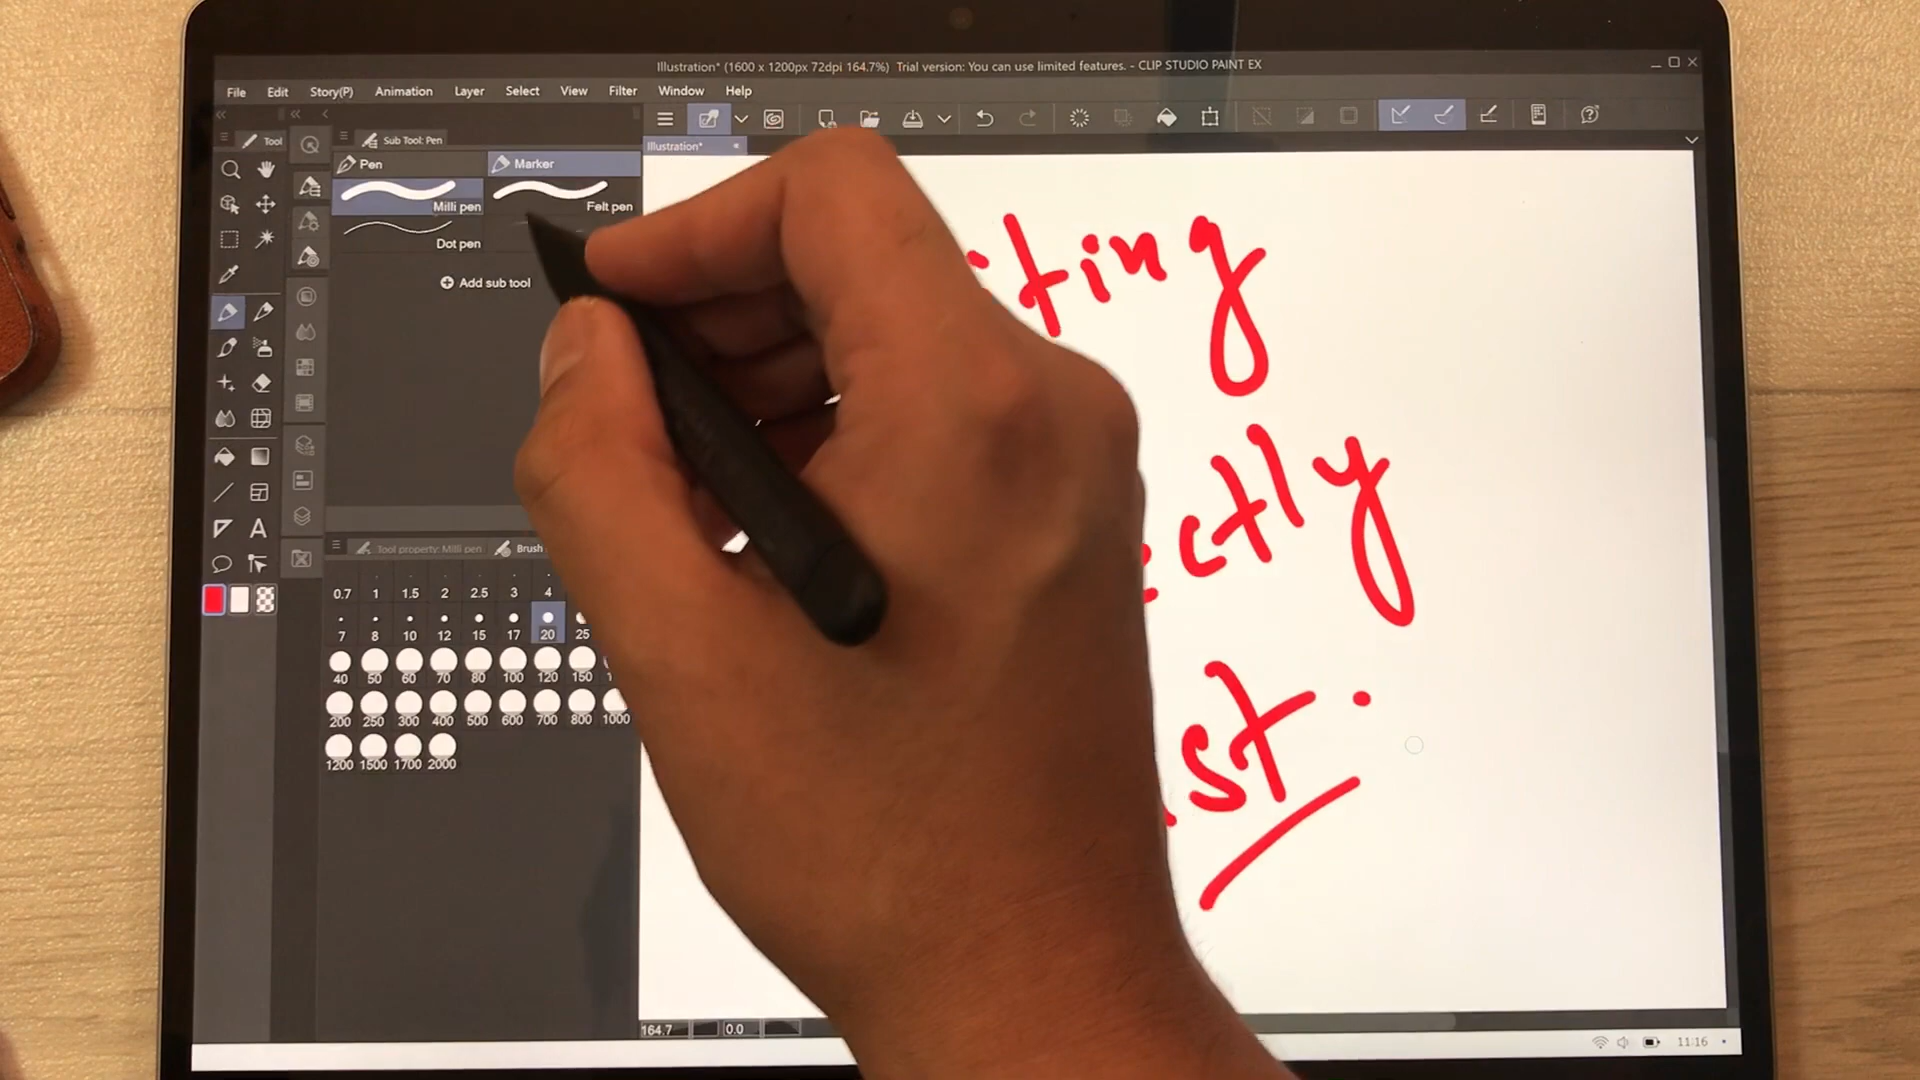 Illustration* (1600 x 1200px 72dpi 164.7%) Trial version: You can use limited features. - CLIP STUDIO PAINT EX
File Edit Story(P) Animation Layer Select View Filter Window Help
Tool
Sub Tool: Pen
Illustration*
Pen Marker
Milli pen Felt pen
Dot pen
Add sub tool
Tool property: Milli pen Brush
0.7 1 1.5 2 2.5 3 4
7 8 10 12 15 17 20 25
40 50 60 70 80 100 120 150
200 250 300 400 500 600 700 800 1000
1200 1500 1700 2000
iting
ctly
st.
164.7 0.0
11:16